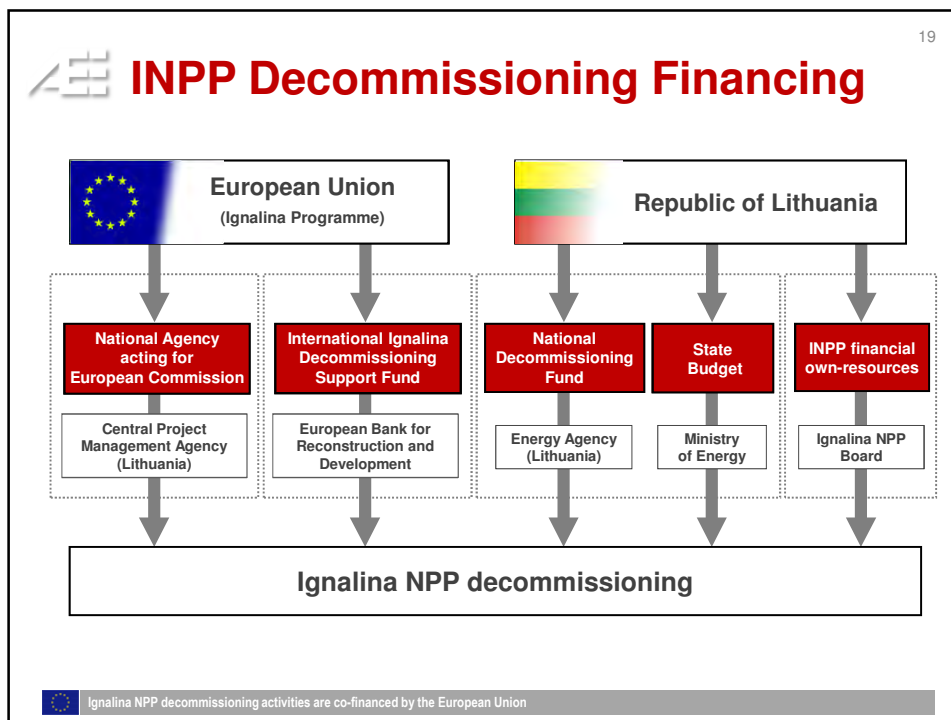 19
INPP Decommissioning Financing
European Union
(Ignalina Programme)
Republic of Lithuania
National Agency
acting for
European Commission
International Ignalina
Decommissioning
Support Fund
National
Decommissioning
Fund
State
Budget
INPP financial
own-resources
Central Project
Management Agency
(Lithuania)
European Bank for
Reconstruction and
Development
Energy Agency
(Lithuania)
Ministry
of Energy
Ignalina NPP
Board
Ignalina NPP decommissioning
Ignalina NPP decommissioning activities are co-financed by the European Union